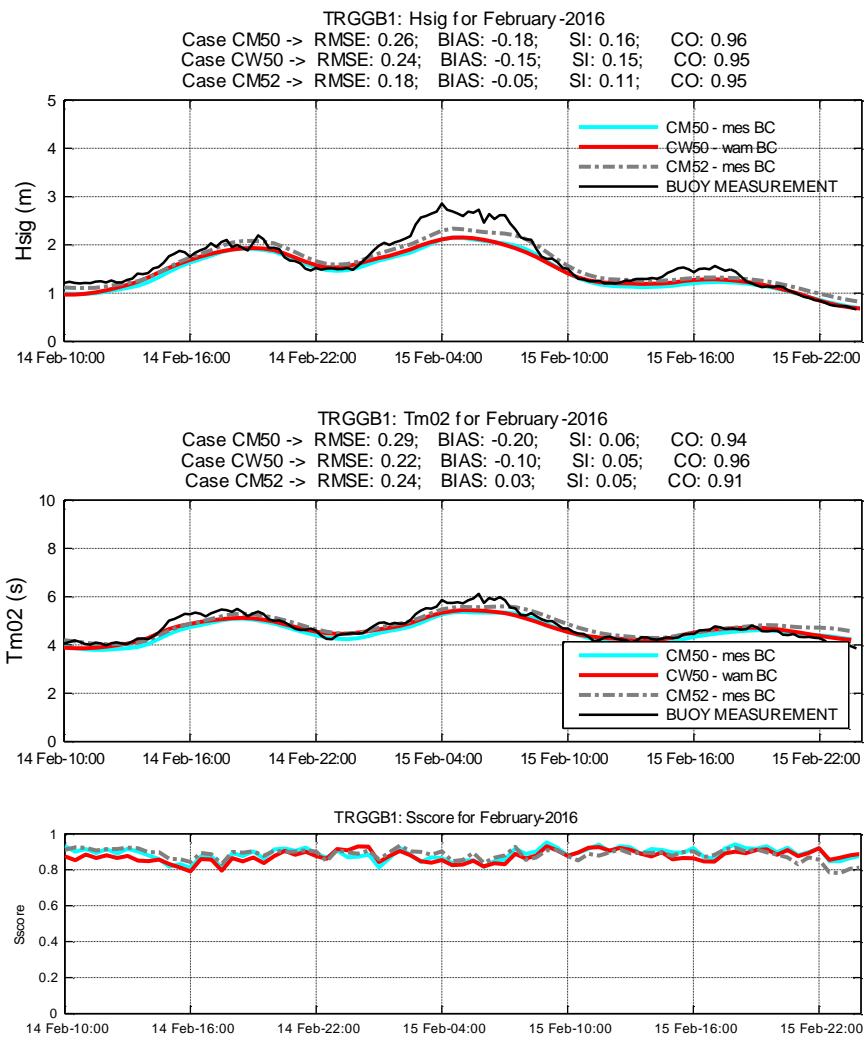 TRGGB1: Hsig for February-2016
Case CM50 -> RMSE: 0.26; BIAS: -0.18; SI: 0.16; CO: 0.96
Case CW50 -> RMSE: 0.24; BIAS: -0.15; SI: 0.15; CO: 0.95
Case CM52 -> RMSE: 0.18; BIAS: -0.05; SI: 0.11; CO: 0.95
5
4
3
2
1
0
Hsig (m)
CM50 - mes BC
CW50 - wam BC
CM52 - mes BC
BUOY MEASUREMENT
14 Feb-10:00 14 Feb-16:00 14 Feb-22:00 15 Feb-04:00 15 Feb-10:00 15 Feb-16:00 15 Feb-22:00
TRGGB1: Tm02 for February-2016
Case CM50 -> RMSE: 0.29; BIAS: -0.20; SI: 0.06; CO: 0.94
Case CW50 -> RMSE: 0.22; BIAS: -0.10; SI: 0.05; CO: 0.96
Case CM52 -> RMSE: 0.24; BIAS: 0.03; SI: 0.05; CO: 0.91
10
8
6
4
2
0
Tm02 (s)
CM50 - mes BC
CW50 - wam BC
CM52 - mes BC
BUOY MEASUREMENT
14 Feb-10:00 14 Feb-16:00 14 Feb-22:00 15 Feb-04:00 15 Feb-10:00 15 Feb-16:00 15 Feb-22:00
TRGGB1: Sscore for February-2016
1
0.8
0.6
0.4
0.2
0
Sscore
14 Feb-10:00 14 Feb-16:00 14 Feb-22:00 15 Feb-04:00 15 Feb-10:00 15 Feb-16:00 15 Feb-22:00